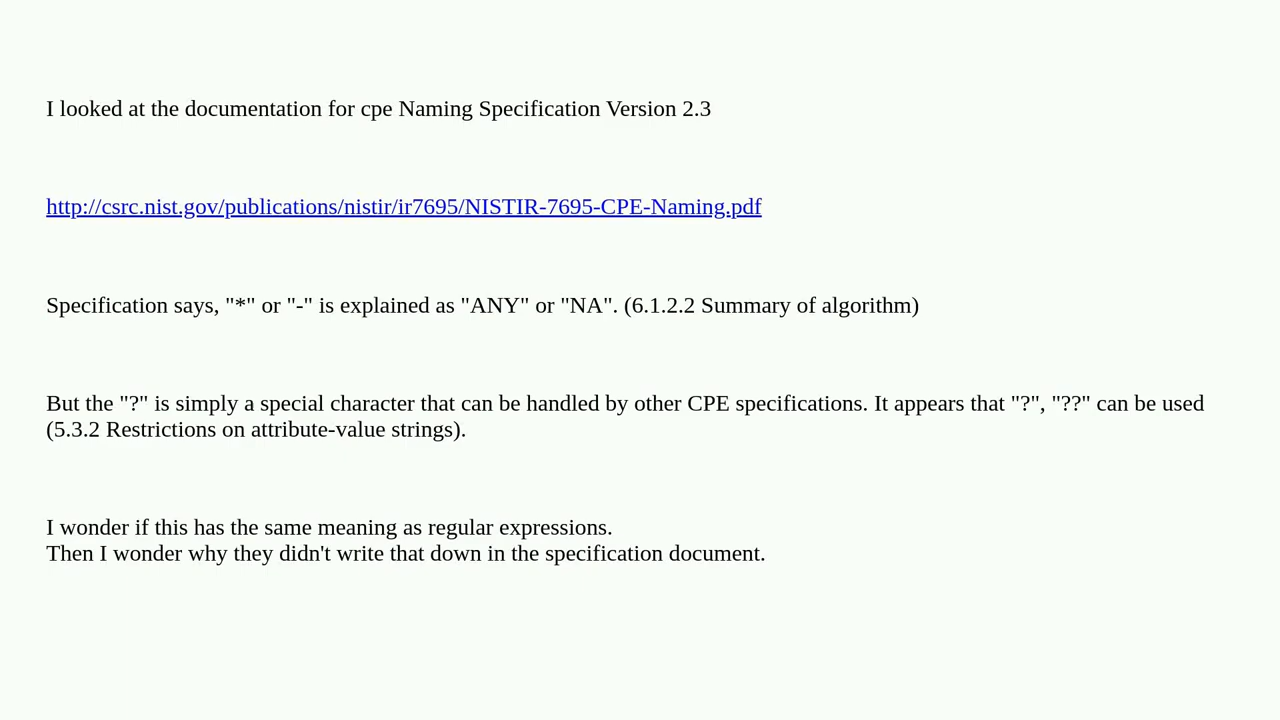 I looked at the documentation for cpe Naming Specification Version 2.3
http://csrc.nist.gov/publications/nistir/ir7695/NISTIR-7695-CPE-Naming.pdf
Specification says, "*" or "-" is explained as "ANY" or "NA". (6.1.2.2 Summary of algorithm)
But the "?" is simply a special character that can be handled by other CPE specifications. It appears that "?", "??" can be used
(5.3.2 Restrictions on attribute-value strings).
I wonder if this has the same meaning as regular expressions.
Then I wonder why they didn't write that down in the specification document.